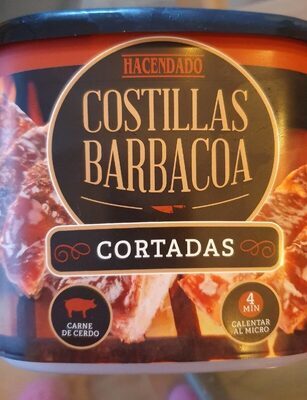 HACENDADO
COSTILLAS
BARBACOA
CORTADAS
CARNE
DE CERDO
4
MIN
CALENTAR
AL MICRO